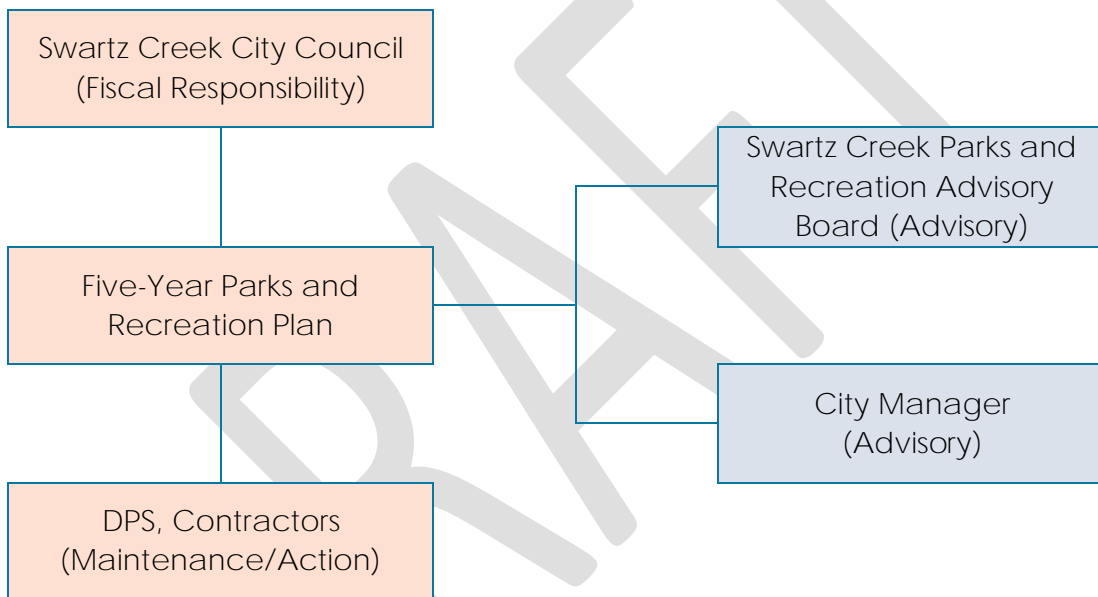 Swartz Creek City Council
(Fiscal Responsibility)
Swartz Creek Parks and
Recreation Advisory
Board (Advisory)
Five-Year Parks and
Recreation Plan
City Manager
(Advisory)
DPS, Contractors
(Maintenance/Action)
DRAFT